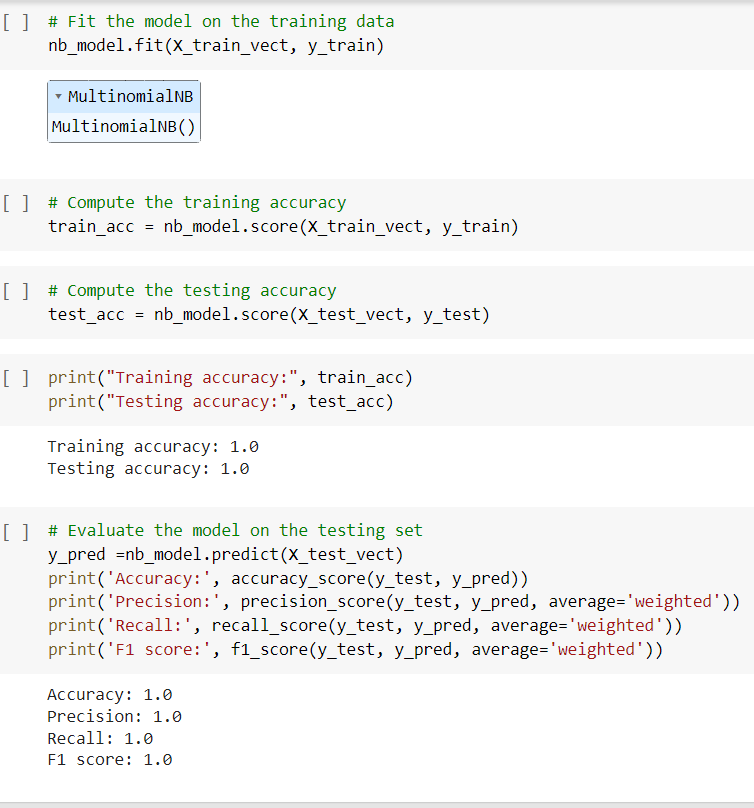 [ ] # Fit the model on the training data
nb_model.fit(X_train_vect, y_train)
▾ MultinomialNB
MultinomialNB()
[ ] # Compute the training accuracy
train_acc = nb_model.score(X_train_vect, y_train)
[ ] # Compute the testing accuracy
test_acc = nb_model.score(X_test_vect, y_test)
[ ] print("Training accuracy:", train_acc)
print("Testing accuracy:", test_acc)
Training accuracy: 1.0
Testing accuracy: 1.0
[ ] # Evaluate the model on the testing set
y_pred =nb_model.predict(X_test_vect)
print('Accuracy:', accuracy_score(y_test, y_pred))
print('Precision:', precision_score(y_test, y_pred, average='weighted'))
print('Recall:', recall_score(y_test, y_pred, average='weighted'))
print('F1 score:', f1_score(y_test, y_pred, average='weighted'))
Accuracy: 1.0
Precision: 1.0
Recall: 1.0
F1 score: 1.0